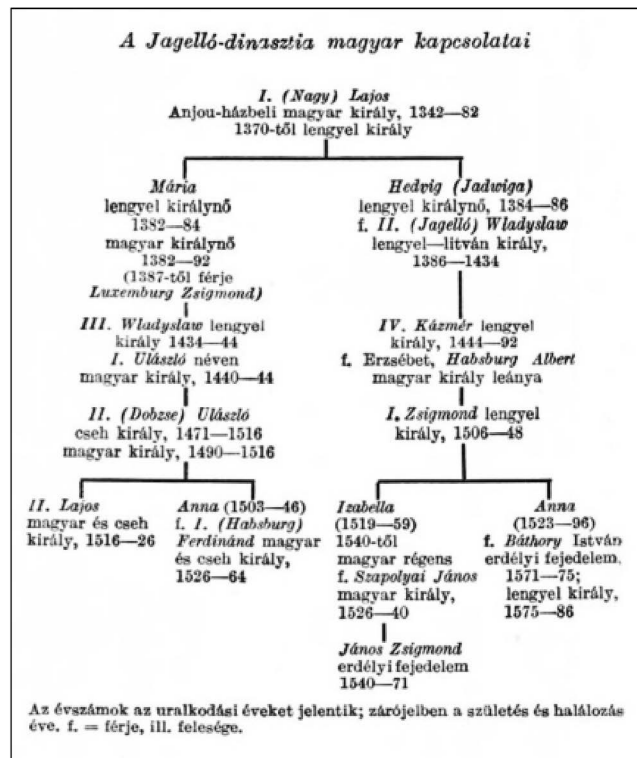 A Jagelló-dinasztia magyar kapcsolatai
I. (Nagy) Lajos
Anjou-házbeli magyar király, 1342—82
1370-től lengyel király
Mária
lengyel királynő
1382—84
magyar királynő
1382—92
(1387-től férje
Luxemburg Zsigmond)
III. Wladyslaw lengyel
király 1434—44
I. Ulászló néven
magyar király, 1440—44
II. (Dobzse) Ulászló
cseh király, 1471—1516
magyar király, 1490—1516
II. Lajos
magyar és cseh
király, 1516—26
Anna (1503—46)
f. I. (Habsburg)
Ferdinánd magyar
és cseh király,
1526—64
Hedvig (Jadwiga)
lengyel királynő, 1384—86
f. II. (Jagelló) Wladyslaw
lengyel—litván király,
1386—1434
IV. Kázmér lengyel
király, 1444—92
f. Erzsébet, Habsburg Albert
magyar király leánya
I. Zsigmond lengyel
király, 1506—48
Izabella
(1519—59)
1540-től
magyar régens
f. Szapolyai János
magyar király,
1526—40
János Zsigmond
erdélyi fejedelem
1540—71
Anna
(1523—96)
f. Báthory István
erdélyi fejedelem,
1571—75;
lengyel király,
1575—86
Az évszámok az uralkodási éveket jelentik; zárójelben a születés és halálozás
éve. f. = férje, ill. felesége.